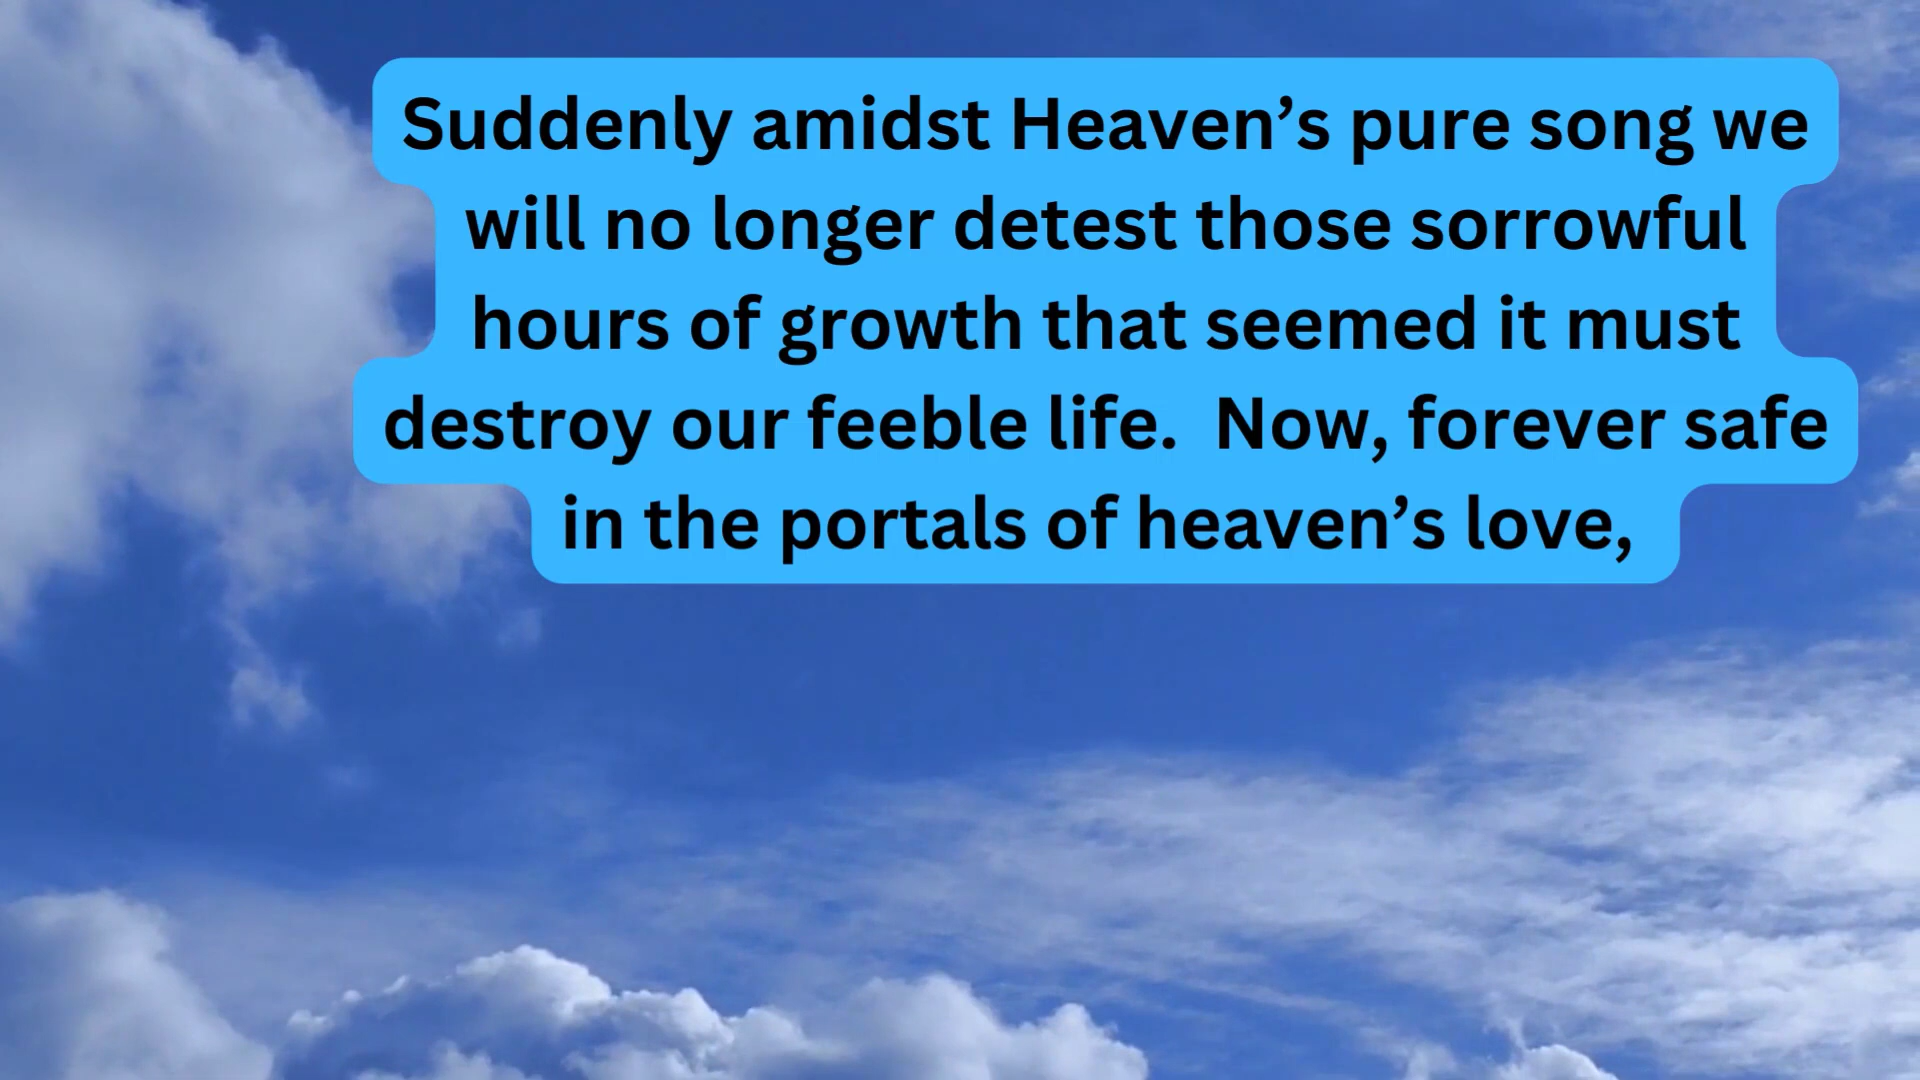 Suddenly amidst Heaven’s pure song we
will no longer detest those sorrowful
hours of growth that seemed it must
destroy our feeble life.  Now, forever safe
in the portals of heaven’s love,